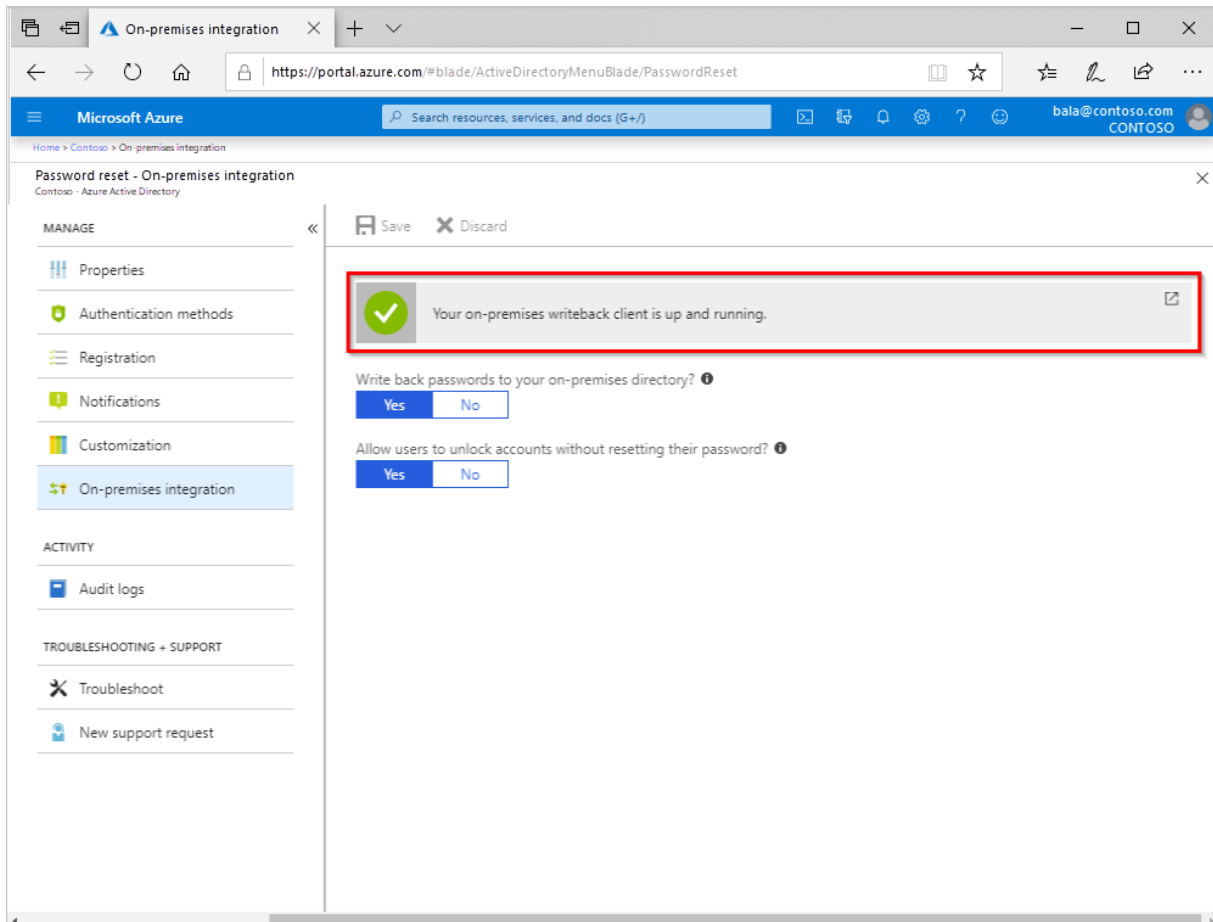 On-premises integration
https://portal.azure.com/#blade/ActiveDirectoryMenuBlade/PasswordReset
Microsoft Azure
Search resources, services, and docs (G+/)
bala@contoso.com
CONTOSO
Home > Contoso > On-premises integration
Password reset - On-premises integration
Contoso - Azure Active Directory
MANAGE
Properties
Authentication methods
Registration
Notifications
Customization
On-premises integration
ACTIVITY
Audit logs
TROUBLESHOOTING + SUPPORT
Troubleshoot
New support request
Save Discard
Your on-premises writeback client is up and running.
Write back passwords to your on-premises directory?
Yes No
Allow users to unlock accounts without resetting their password?
Yes No